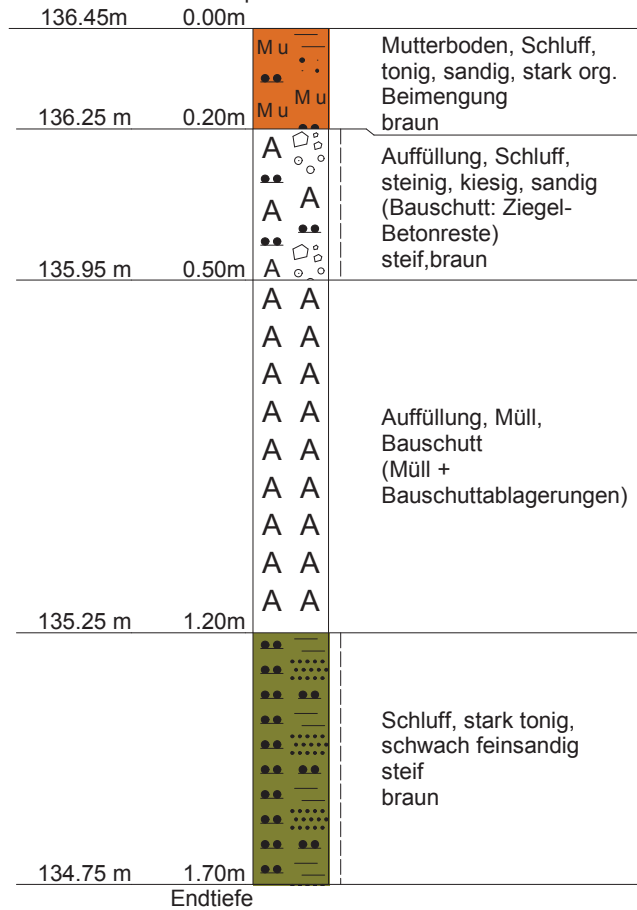 136.45m 0.00m
M u
Mutterboden, Schluff,
tonig, sandig, stark org.
M u M u
Beimengung
136.25 m 0.20m
braun
A
Auffüllung, Schluff,
steinig, kiesig, sandig
A
A
(Bauschutt: Ziegel-
Betonreste)
A
steif,braun
135.95 m 0.50m
A A
A A
A A
A A
Auffüllung, Müll,
A A
Bauschutt
(Müll +
A A
Bauschuttablagerungen)
A A
A A
A A
135.25 m 1.20m
Schluff, stark tonig,
schwach feinsandig
steif
braun
134.75 m 1.70m
Endtiefe